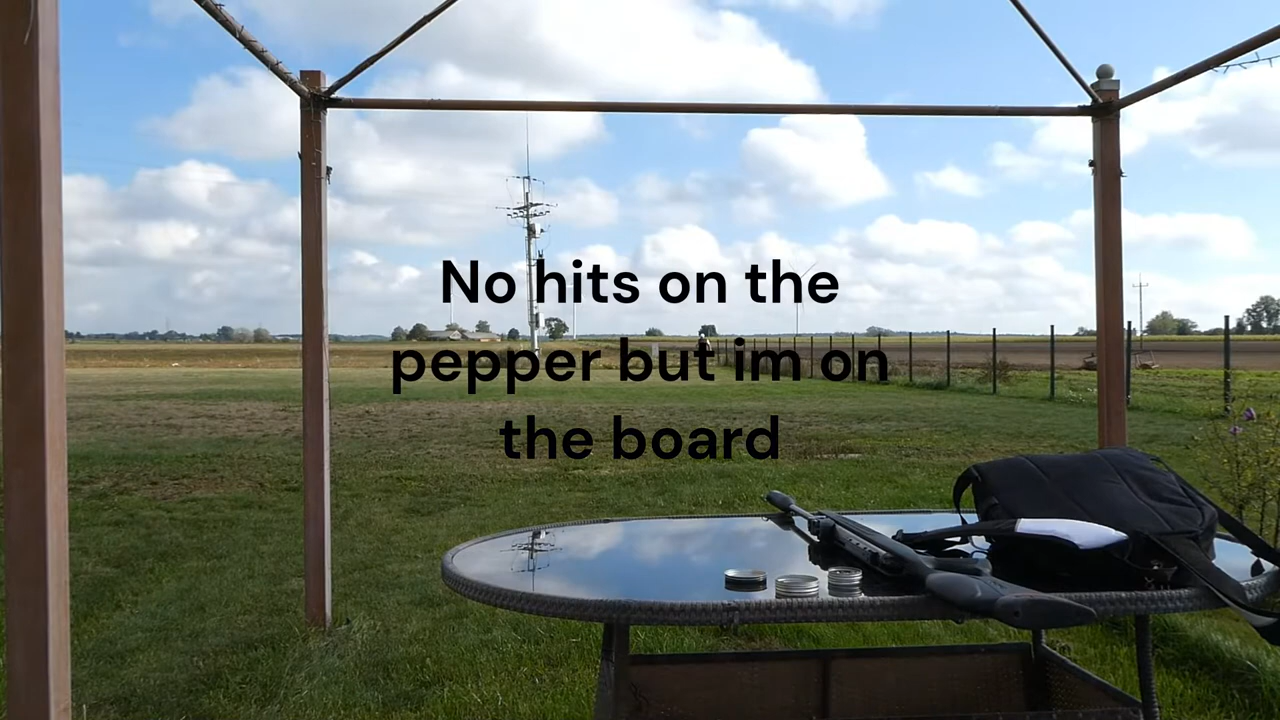 No hits on the
pepper but im on
the board